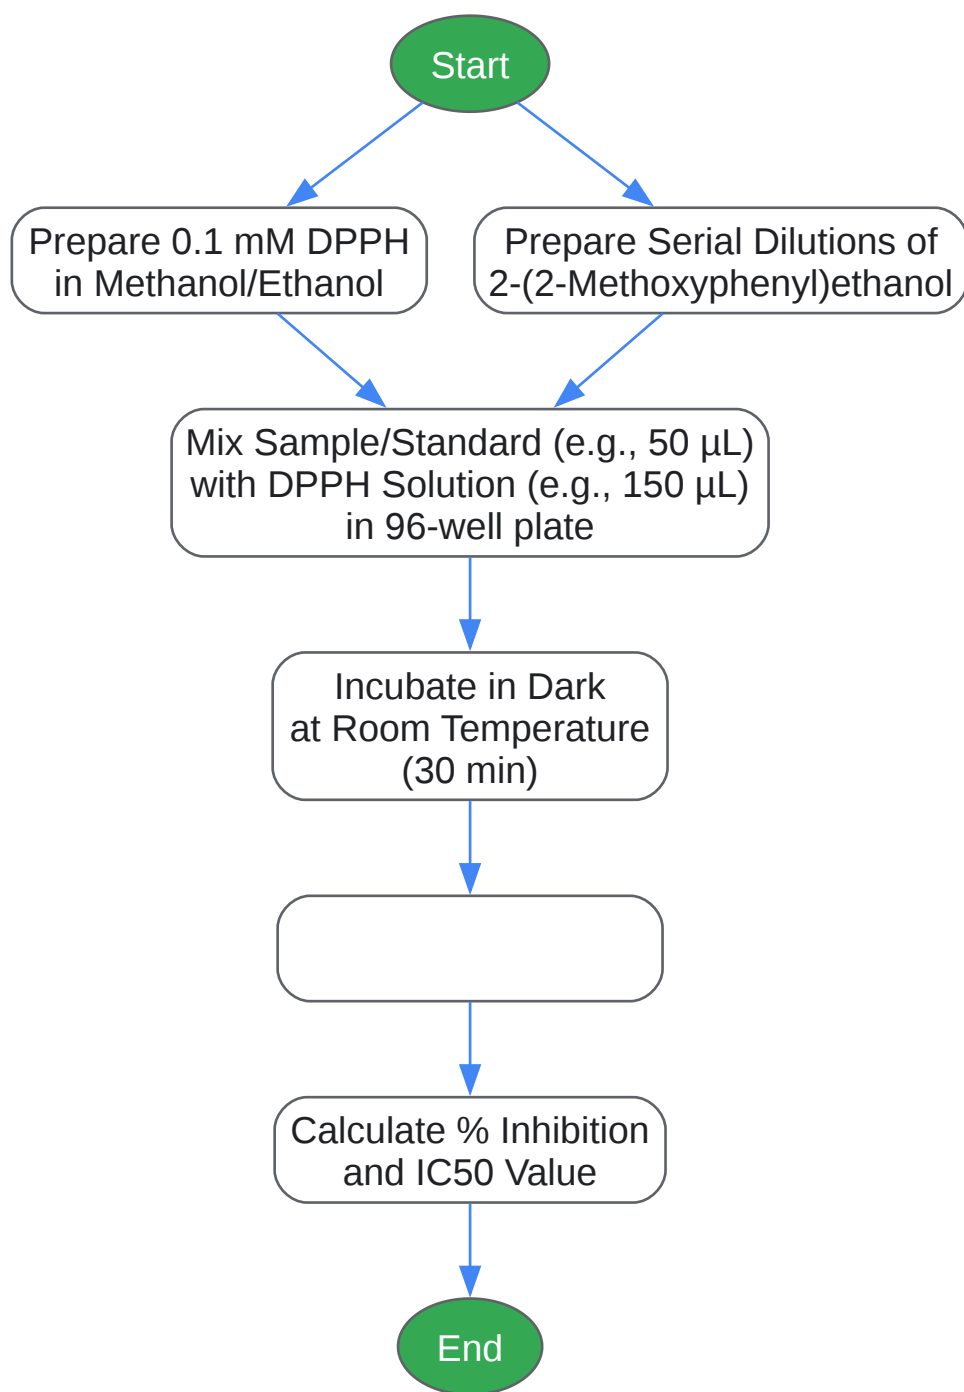 Start
Prepare 0.1 mM DPPH
in Methanol/Ethanol
Prepare Serial Dilutions of
2-(2-Methoxyphenyl)ethanol
Mix Sample/Standard (e.g., 50 µL)
with DPPH Solution (e.g., 150 µL)
in 96-well plate
Incubate in Dark
at Room Temperature
(30 min)
Calculate % Inhibition
and IC50 Value
End